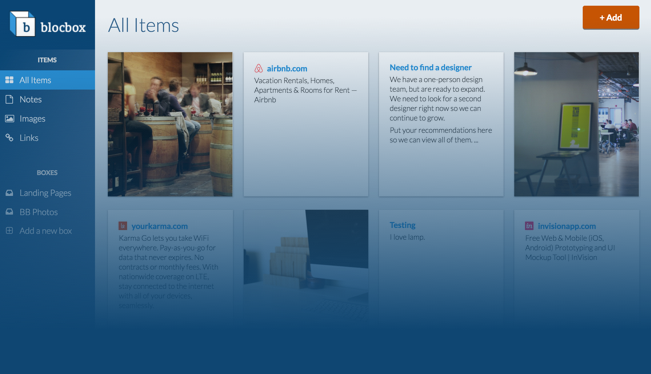 b blocbox
ITEMS
All Items
Notes
Images
Links
BOXES
Landing Pages
BB Photos
Add a new box
All Items
+ Add
airbnb.com
Vacation Rentals, Homes,
Apartments & Rooms for Rent —
Airbnb
Need to find a designer
We have a one-person design
team, but are ready to expand.
We need to look for a second
designer right now so we can
continue to grow.
Put your recommendations here
so we can view all of them. ...
yourkarma.com
Karma Go lets you take WiFi
everywhere. Pay-as-you-go for
data that never expires. No
contracts or monthly fees. With
nationwide coverage on LTE,
stay connected to the internet
with all of your devices,
Testing
I love lamp.
in invisionapp.com
Free Web & Mobile (iOS,
Android) Prototyping and UI
Mockup Tool | InVision